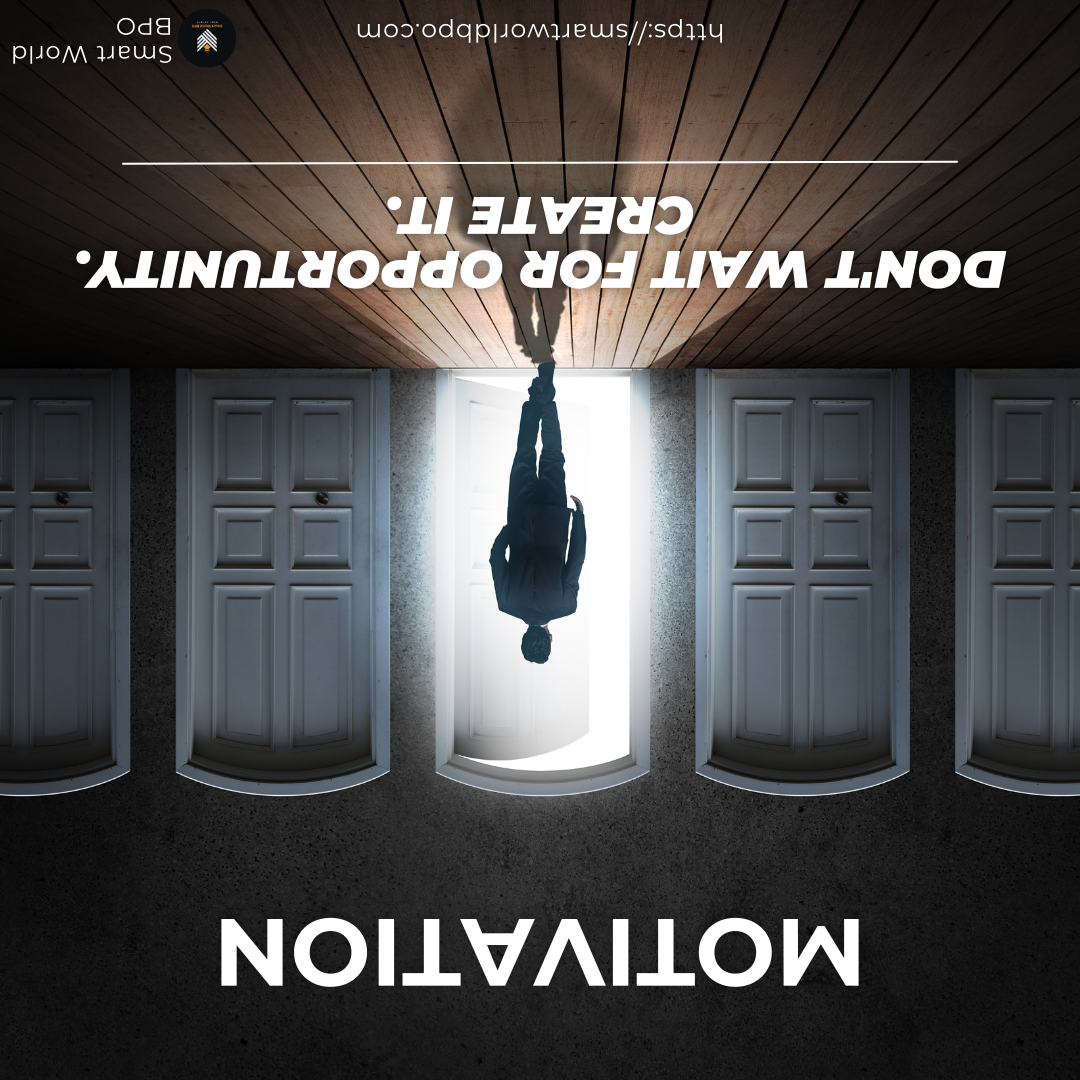 MOTIVATION
DON'T WAIT FOR OPPORTUNITY.
CREATE IT.
https://smartworldbpo.com
Smart World
BPO